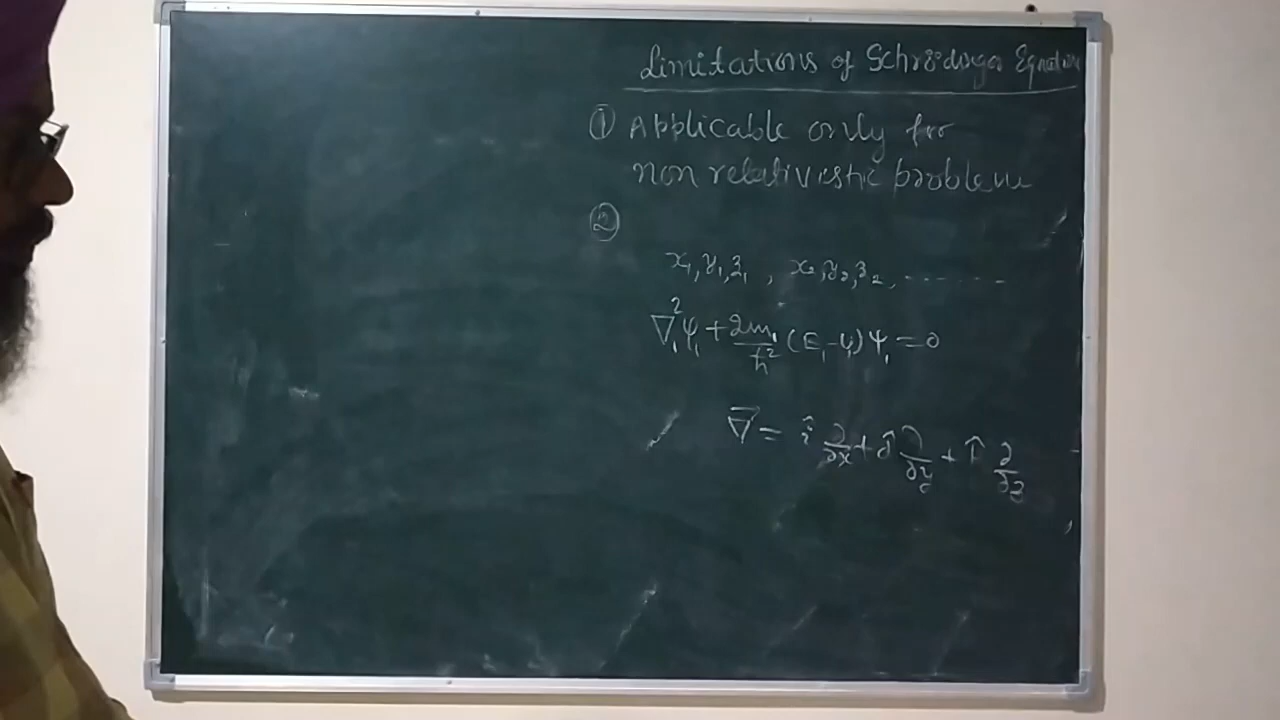 Limitations of Schrödinger Equation
① Applicable only for
non relativistic problem
②
x₁, y₁, z₁ , x₂, y₂, z₂, ---------
∇₁²ψ₁ + 2m₁/ħ² (E₁-U₁)ψ₁ = 0
∇⃗ = î ∂/∂x + ĵ ∂/∂y + k̂ ∂/∂z